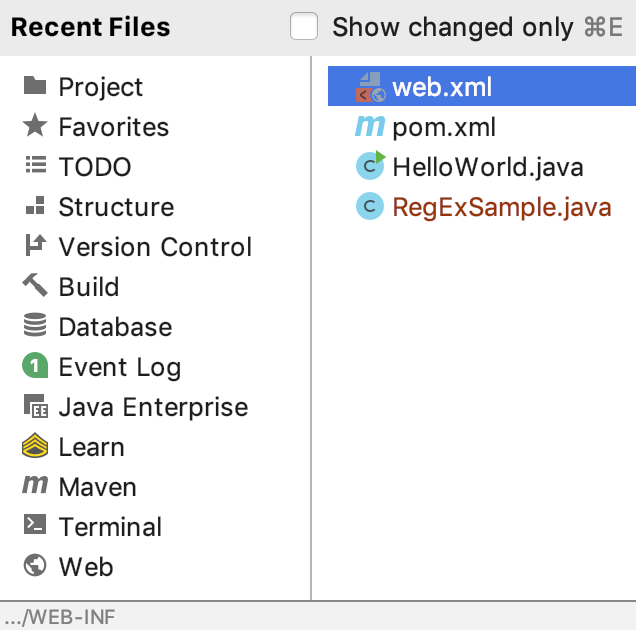 Recent Files Show changed only ⌘E
Project
Favorites
TODO
Structure
Version Control
Build
Database
1 Event Log
EE Java Enterprise
Learn
m Maven
Terminal
Web
web.xml
m pom.xml
C HelloWorld.java
C RegExSample.java
.../WEB-INF